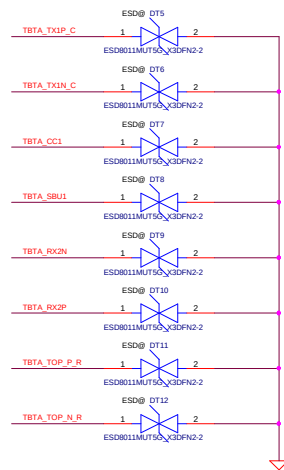 ESD@ DT5
TBTA_TX1P_C 1 2
ESD8011MUT5G_X3DFN2-2
ESD@ DT6
TBTA_TX1N_C 1 2
ESD8011MUT5G_X3DFN2-2
ESD@ DT7
TBTA_CC1 1 2
ESD8011MUT5G_X3DFN2-2
ESD@ DT8
TBTA_SBU1 1 2
ESD8011MUT5G_X3DFN2-2
ESD@ DT9
TBTA_RX2N 1 2
ESD8011MUT5G_X3DFN2-2
ESD@ DT10
TBTA_RX2P 1 2
ESD8011MUT5G_X3DFN2-2
ESD@ DT11
TBTA_TOP_P_R 1 2
ESD8011MUT5G_X3DFN2-2
ESD@ DT12
TBTA_TOP_N_R 1 2
ESD8011MUT5G_X3DFN2-2